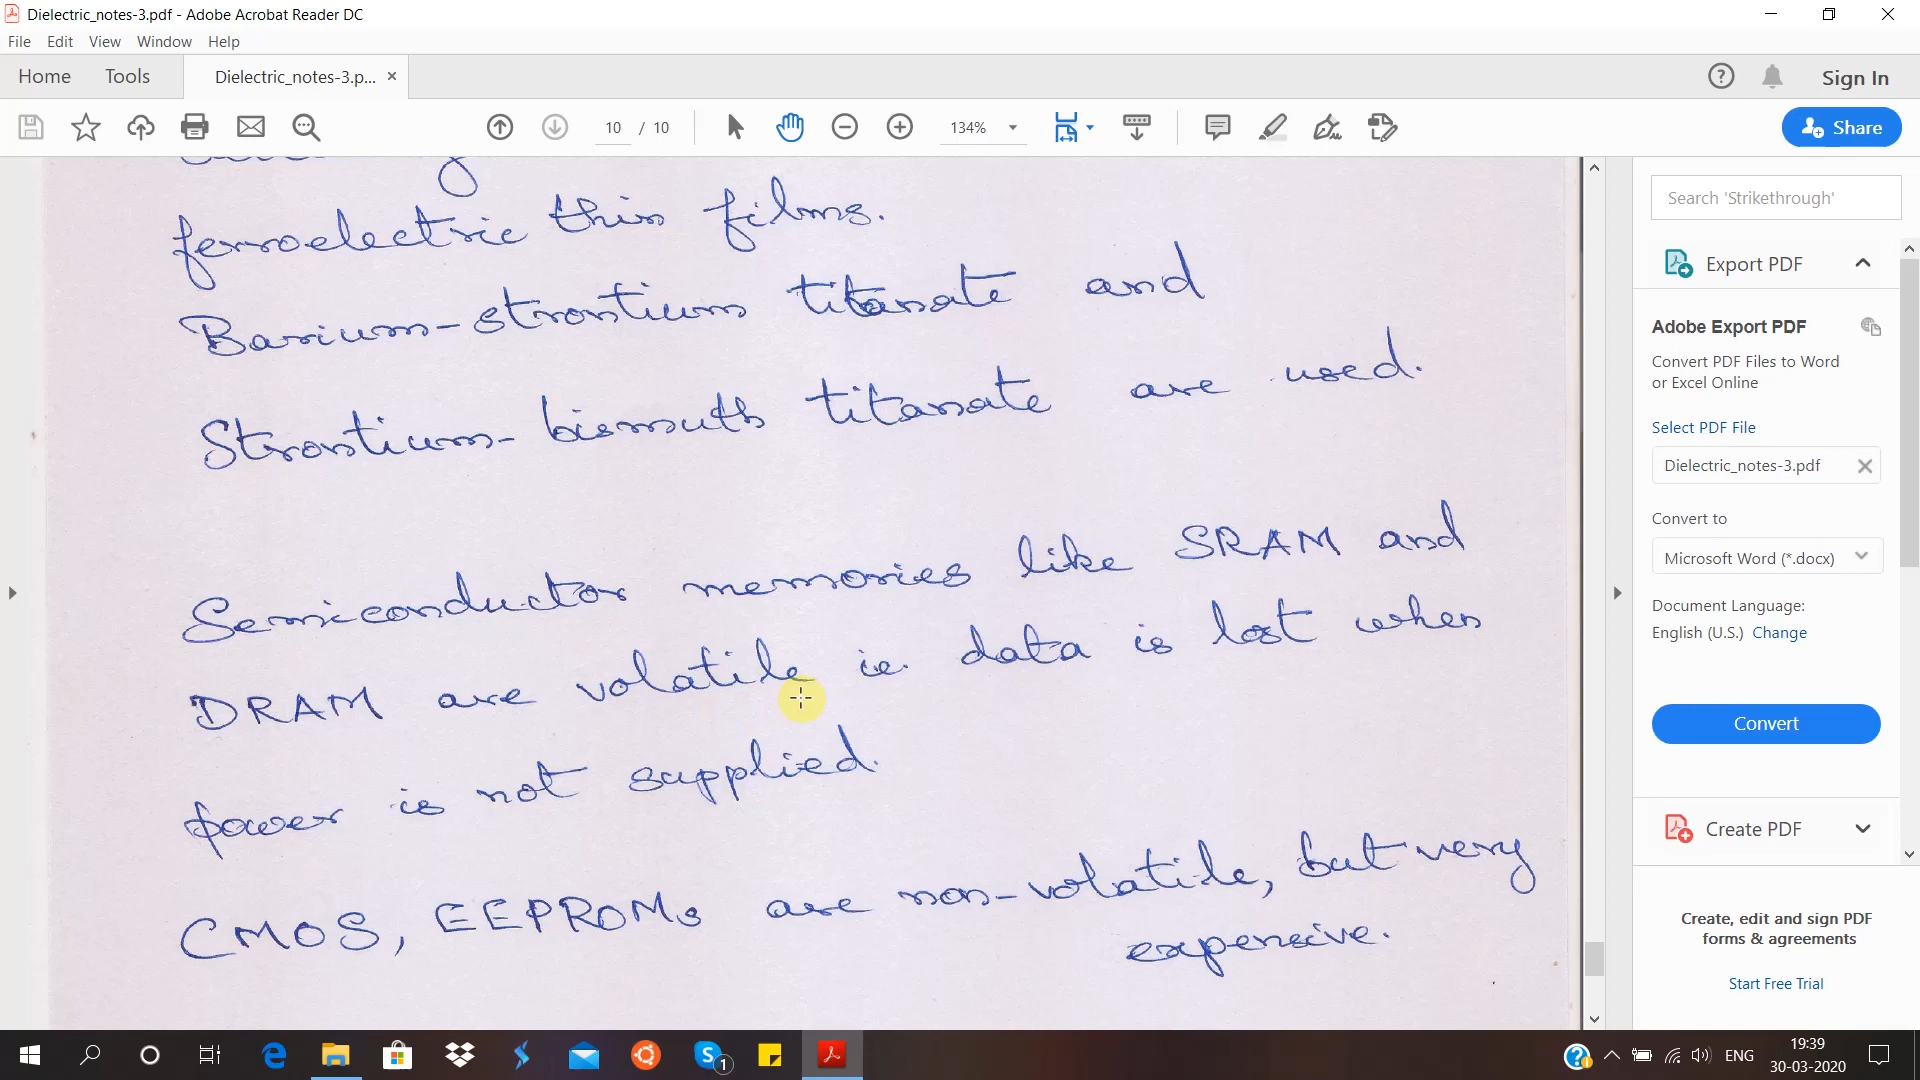 Dielectric_notes-3.pdf - Adobe Acrobat Reader DC
File Edit View Window Help
Home Tools Dielectric_notes-3.p... Sign In
10 / 10 134% Share
ferroelectric thin films.
Barium-strontium titanate and
Strontium-bismuth titanate are used.
Semiconductor memories like SRAM and
DRAM are volatile ie. data is lost when
power is not supplied.
CMOS, EEPROMs are non-volatile, but very
expensive.
Search 'Strikethrough'
Export PDF
Adobe Export PDF
Convert PDF Files to Word
or Excel Online
Select PDF File
Dielectric_notes-3.pdf
Convert to
Microsoft Word (*.docx)
Document Language:
English (U.S.) Change
Convert
Create PDF
Create, edit and sign PDF
forms & agreements
Start Free Trial
1
ENG
19:39
30-03-2020